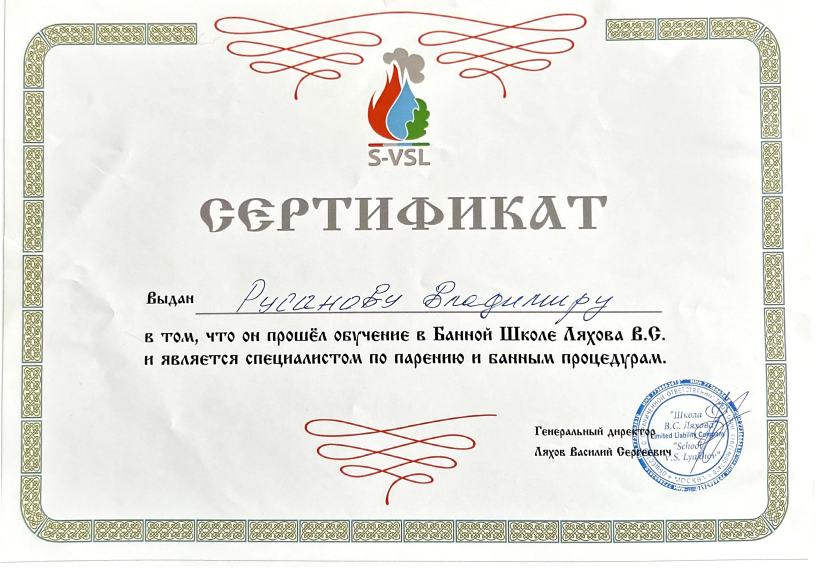 S-VSL
СЕРТИФИКАТ
Выдан Русанову Владимиру
в том, что он прошёл обучение в Банной Школе Ляхова В.С.
и является специалистом по парению и банным процедурам.
Генеральный директор
Ляхов Василий Сергеевич
"Школа
В.С. Ляхова"
Limited Liability Company
"School
V.S. Lyakhov"
МОСКВА